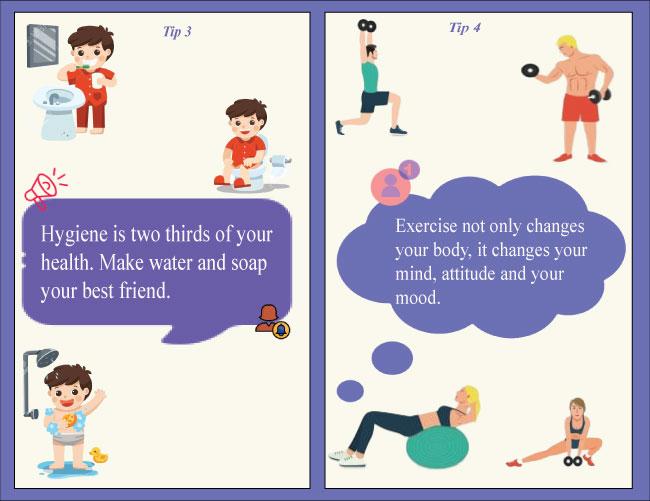 Tip 3
Hygiene is two thirds of your
health. Make water and soap
your best friend.
Tip 4
Exercise not only changes
your body, it changes your
mind, attitude and your
mood.